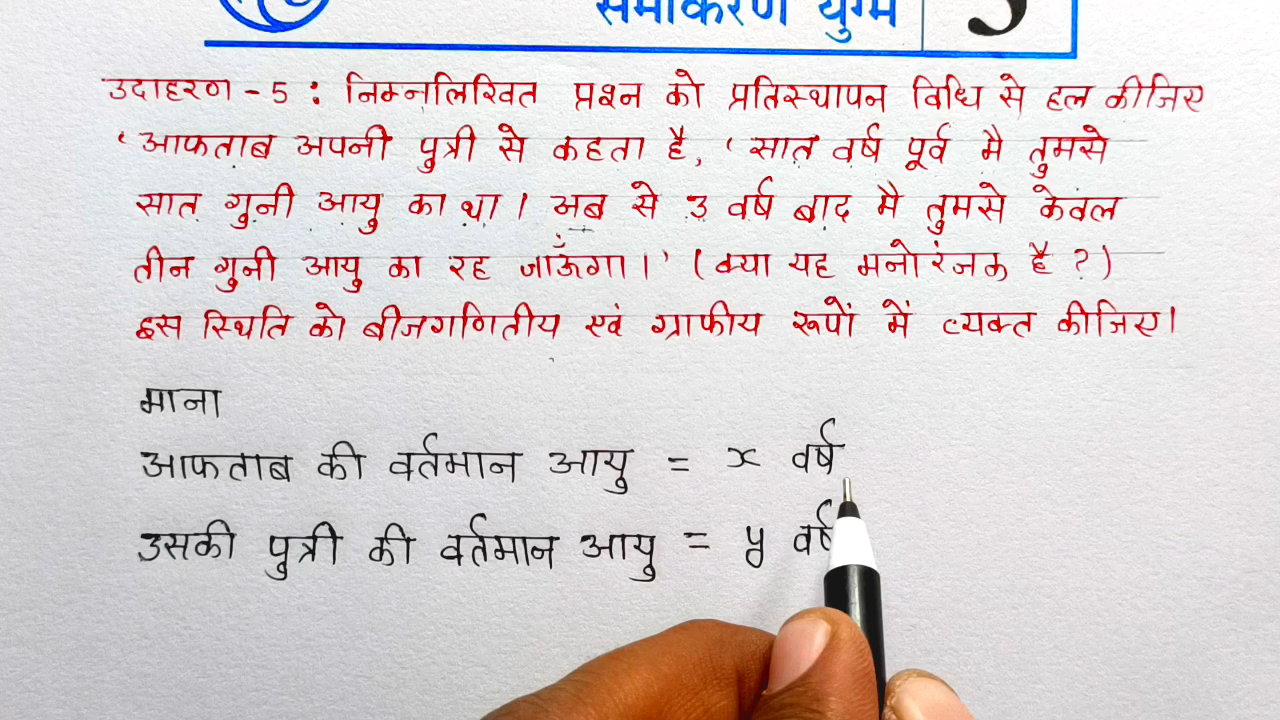 समीकरण युग्म 3
उदाहरण - 5 : निम्नलिखित प्रश्न को प्रतिस्थापन विधि से हल कीजिए
'आफताब अपनी पुत्री से कहता है, 'सात वर्ष पूर्व मै तुमसे
सात गुनी आयु का था । अब से 3 वर्ष बाद मै तुमसे केवल
तीन गुनी आयु का रह जाऊँगा।' (क्या यह मनोरंजक है ?)
इस स्थिति को बीजगणितीय एवं ग्राफीय रूपों में व्यक्त कीजिए।
माना
आफताब की वर्तमान आयु = x वर्ष
उसकी पुत्री की वर्तमान आयु = y वर्ष